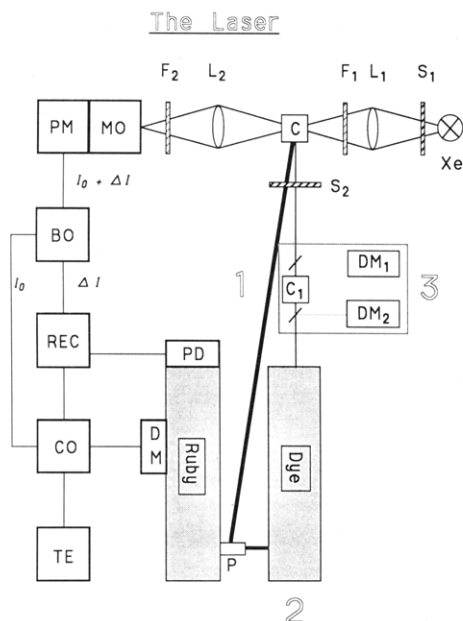 The Laser
F₂ L₂ F₁ L₁ S₁
PM MO C
Xe
I₀ + ΔI
S₂
BO
I₀ ΔI
1
DM₁
3
C₁
DM₂
REC
PD
CO
DM
Ruby
Dye
TE
P
2